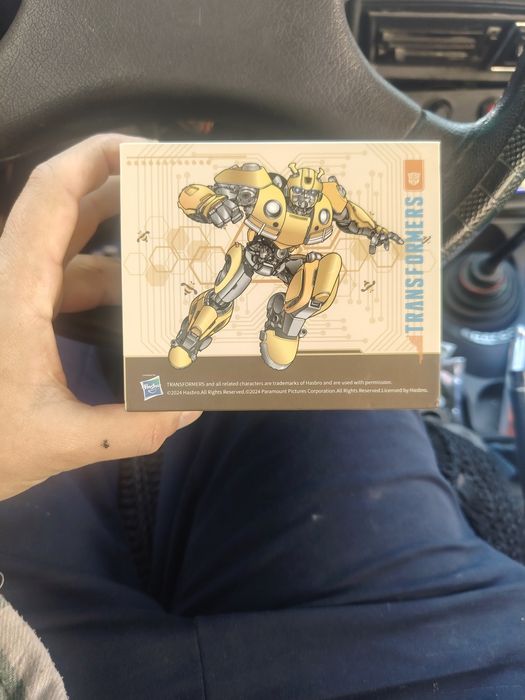 TRANSFORMERS
Hasbro
TRANSFORMERS and all related characters are trademarks of Hasbro and are used with permission.
©2024 Hasbro.All Rights Reserved.©2024 Paramount Pictures Corporation.All Rights Reserved.Licensed by Hasbro.